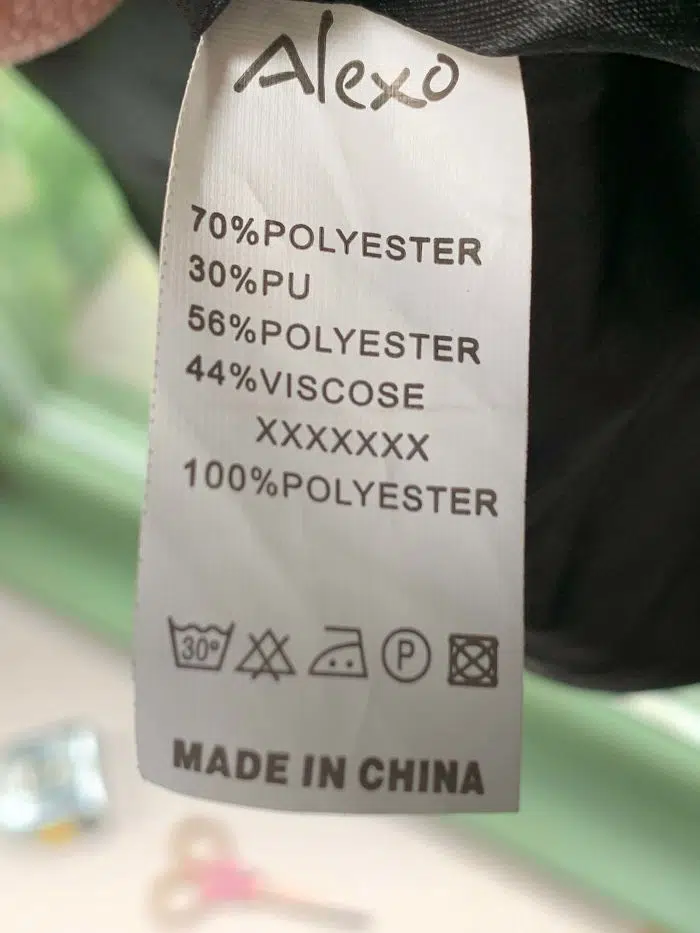 Alexo
70%POLYESTER
30%PU
56%POLYESTER
44%VISCOSE
XXXXXXX
100%POLYESTER
30° P
MADE IN CHINA